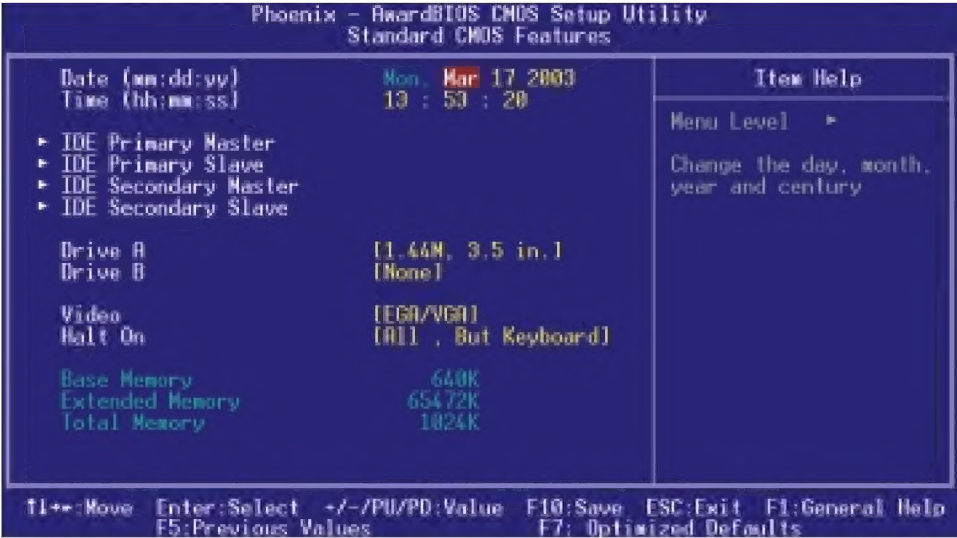 Phoenix - AwardBIOS CMOS Setup Utility
Standard CMOS Features
Date (mm:dd:yy) Mon, Mar 17 2003
Time (hh:mm:ss) 13 : 53 : 20
► IDE Primary Master
► IDE Primary Slave
► IDE Secondary Master
► IDE Secondary Slave
Drive A [1.44M, 3.5 in.]
Drive B [None]
Video [EGA/VGA]
Halt On [All , But Keyboard]
Base Memory 640K
Extended Memory 65472K
Total Memory 1024K
Item Help
Menu Level ►
Change the day, month,
year and century
↑↓→←:Move Enter:Select +/-/PU/PD:Value F10:Save ESC:Exit F1:General Help
F5:Previous Values F7: Optimized Defaults